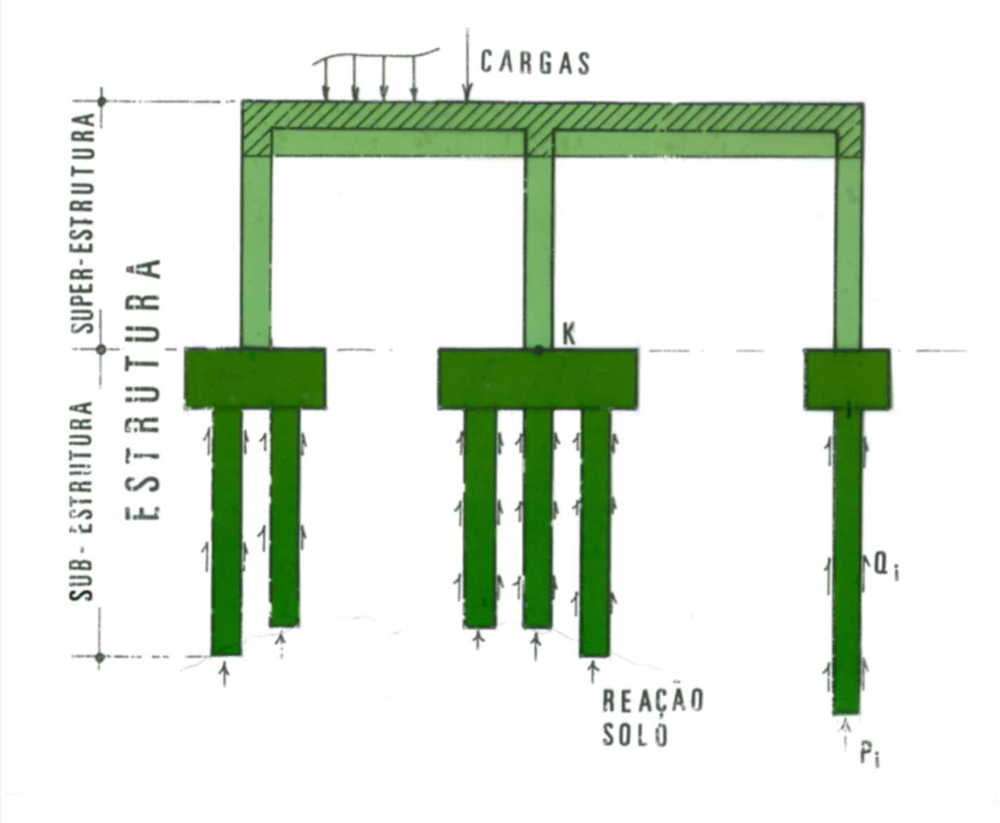 CARGAS
SUPER-ESTRUTURA
ESTRUTURA
K
SUB-ESTRUTURA
Qi
REAÇÃO
SOLO
Pi